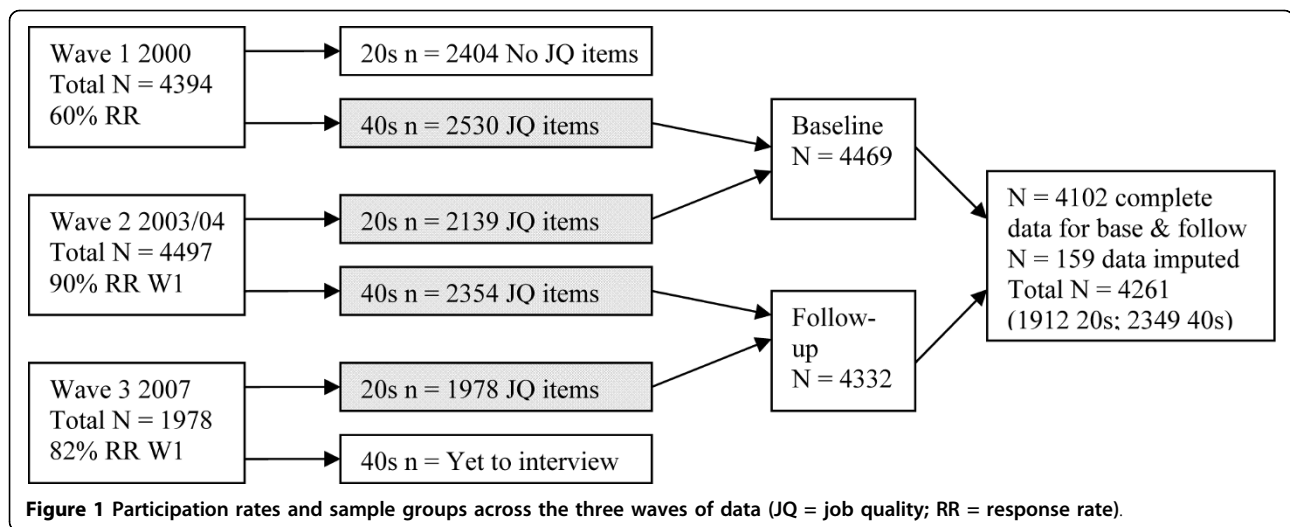 Wave 1 2000
Total N = 4394
60% RR
20s n = 2404 No JQ items
40s n = 2530 JQ items
Wave 2 2003/04
Total N = 4497
90% RR W1
20s n = 2139 JQ items
40s n = 2354 JQ items
Wave 3 2007
Total N = 1978
82% RR W1
20s n = 1978 JQ items
40s n = Yet to interview
Baseline
N = 4469
Follow-
up
N = 4332
N = 4102 complete
data for base & follow
N = 159 data imputed
Total N = 4261
(1912 20s; 2349 40s)
Figure 1 Participation rates and sample groups across the three waves of data (JQ = job quality; RR = response rate).